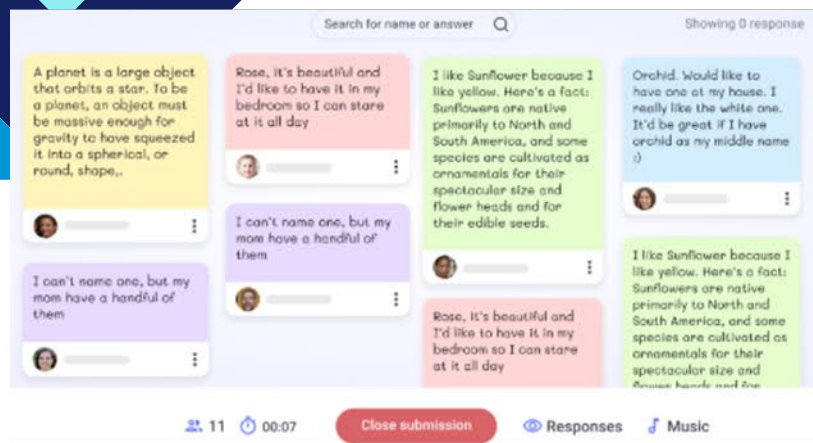 Search for name or answer
Showing 0 response
A planet is a large object
that orbits a star. To be
a planet, an object must
be massive enough for
gravity to have squeezed
it into a spherical, or
round, shape,.
I can't name one, but my
mom have a handful of
them
Rose, it's beautiful and
I'd like to have it in my
bedroom so I can stare
at it all day
I can't name one, but my
mom have a handful of
them
I like Sunflower because I
like yellow. Here's a fact:
Sunflowers are native
primarily to North and
South America, and some
species are cultivated as
ornamentals for their
spectacular size and
flower heads and for
their edible seeds.
Rose, it's beautiful and
I'd like to have it in my
bedroom so I can stare
at it all day
Orchid. Would like to
have one at my house. I
really like the white one.
It'd be great if I have
orchid as my middle name
:)
I like Sunflower because I
like yellow. Here's a fact:
Sunflowers are native
primarily to North and
South America, and some
species are cultivated as
ornamentals for their
spectacular size and
flower heads and for
11
00:07
Close submission
Responses
Music